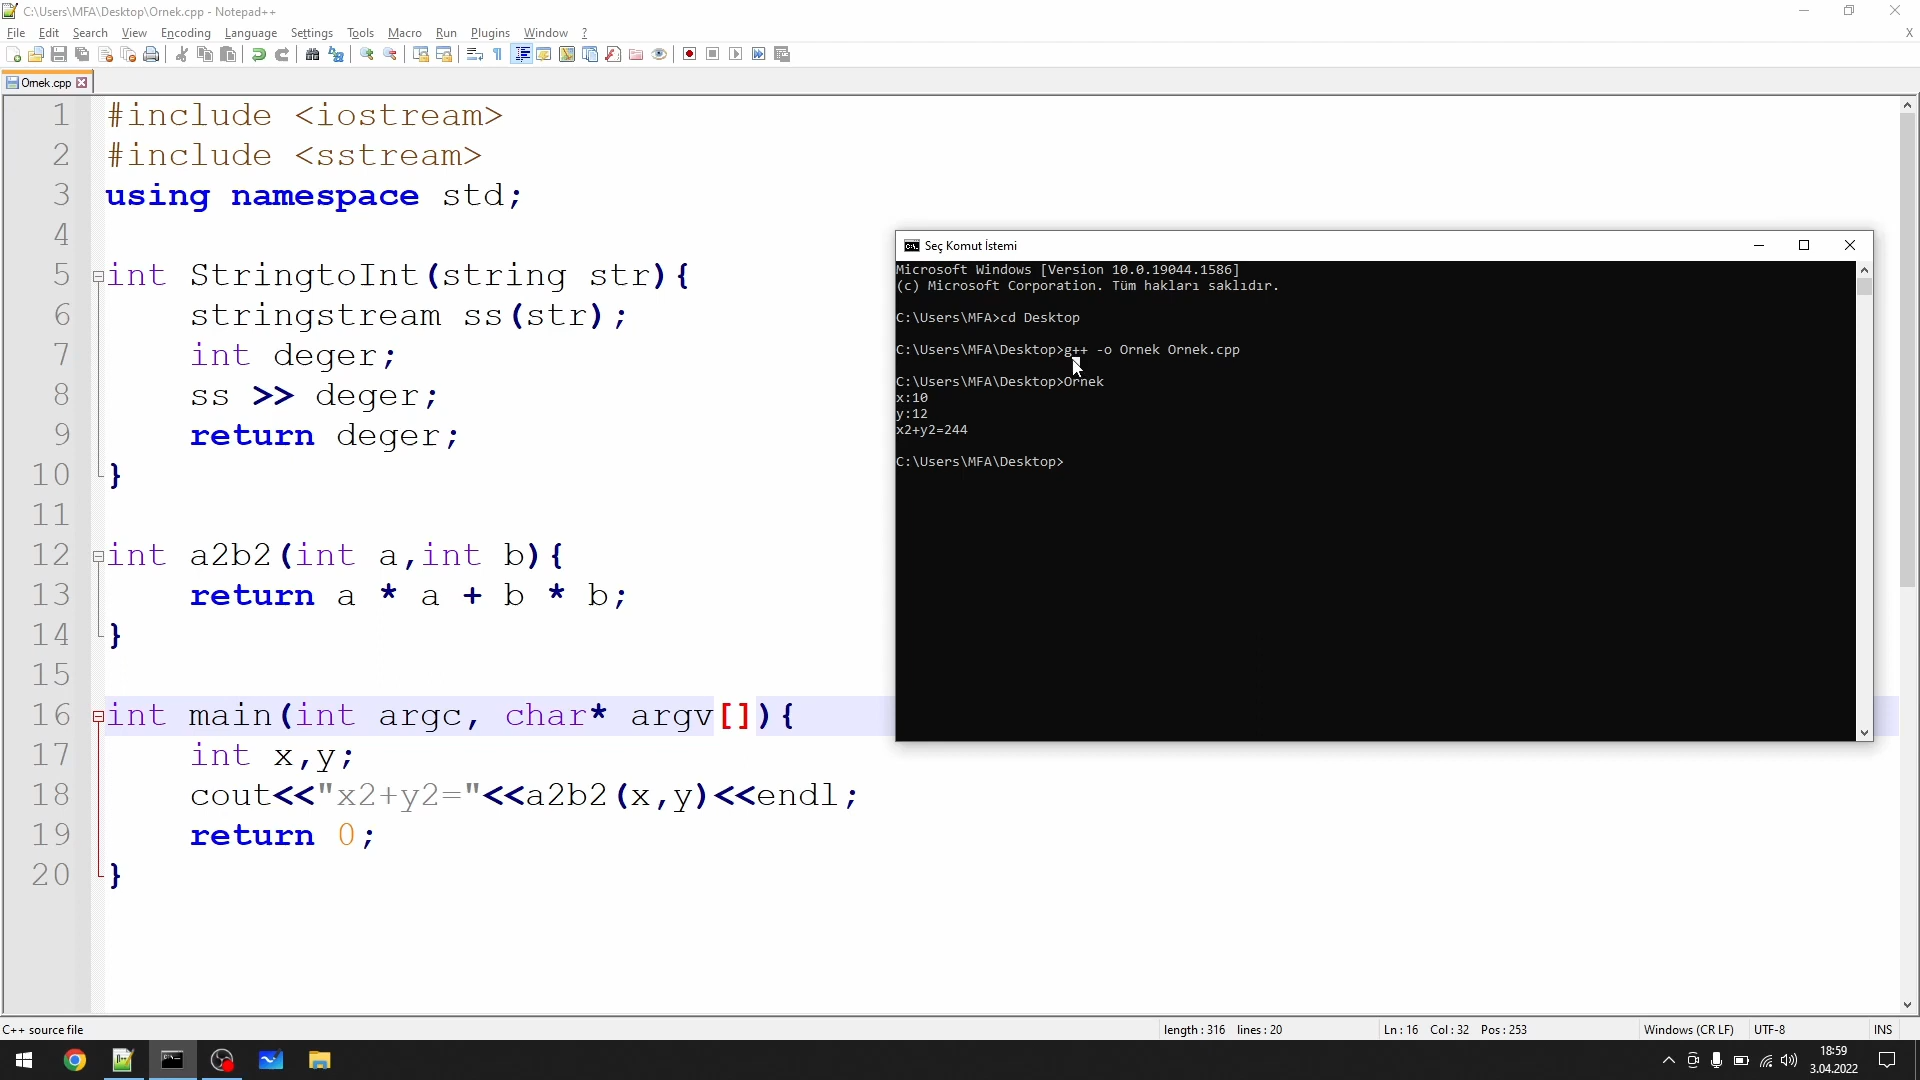 C:\Users\MFA\Desktop\Ornek.cpp - Notepad++
File Edit Search View Encoding Language Settings Tools Macro Run Plugins Window ?
X
Ornek.cpp
1 #include <iostream>
2 #include <sstream>
3 using namespace std;
4
5 int StringtoInt(string str){
6 stringstream ss(str);
7 int deger;
8 ss >> deger;
9 return deger;
10 }
11
12 int a2b2(int a,int b){
13 return a * a + b * b;
14 }
15
16 int main(int argc, char* argv[]){
17 int x,y;
18 cout<<"x2+y2="<<a2b2(x,y)<<endl;
19 return 0;
20 }
Seç Komut İstemi
Microsoft Windows [Version 10.0.19044.1586]
(c) Microsoft Corporation. Tüm hakları saklıdır.
C:\Users\MFA>cd Desktop
C:\Users\MFA\Desktop>g++ -o Ornek Ornek.cpp
C:\Users\MFA\Desktop>Ornek
x:10
y:12
x2+y2=244
C:\Users\MFA\Desktop>
C++ source file length : 316 lines : 20 Ln : 16 Col : 32 Pos : 253 Windows (CR LF) UTF-8 INS
18:59
3.04.2022